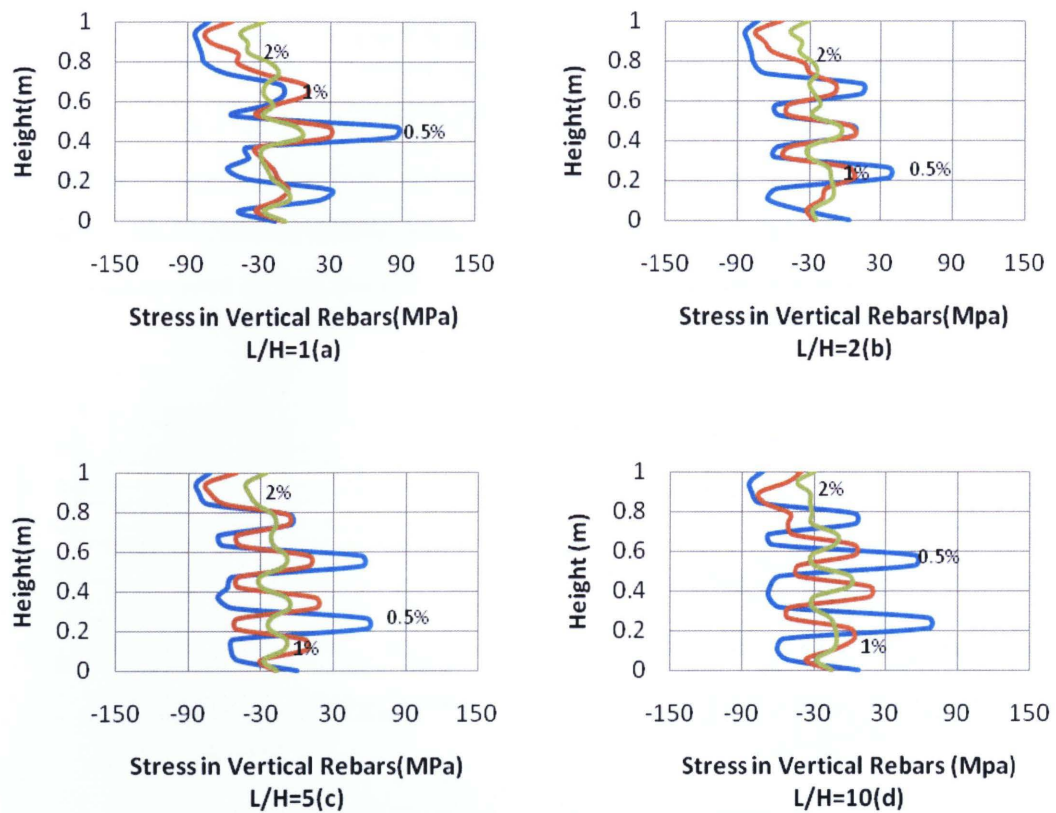 1
0.8
0.6
0.4
0.2
0
Height(m)
2%
1%
0.5%
-150 -90 -30 30 90 150
Stress in Vertical Rebars(MPa)
L/H=1(a)
1
0.8
0.6
0.4
0.2
0
Height(m)
2%
1%
0.5%
-150 -90 -30 30 90 150
Stress in Vertical Rebars(Mpa)
L/H=2(b)
1
0.8
0.6
0.4
0.2
0
Height(m)
2%
0.5%
1%
-150 -90 -30 30 90 150
Stress in Vertical Rebars(MPa)
L/H=5(c)
1
0.8
0.6
0.4
0.2
0
Height (m)
2%
0.5%
1%
-150 -90 -30 30 90 150
Stress in Vertical Rebars (Mpa)
L/H=10(d)